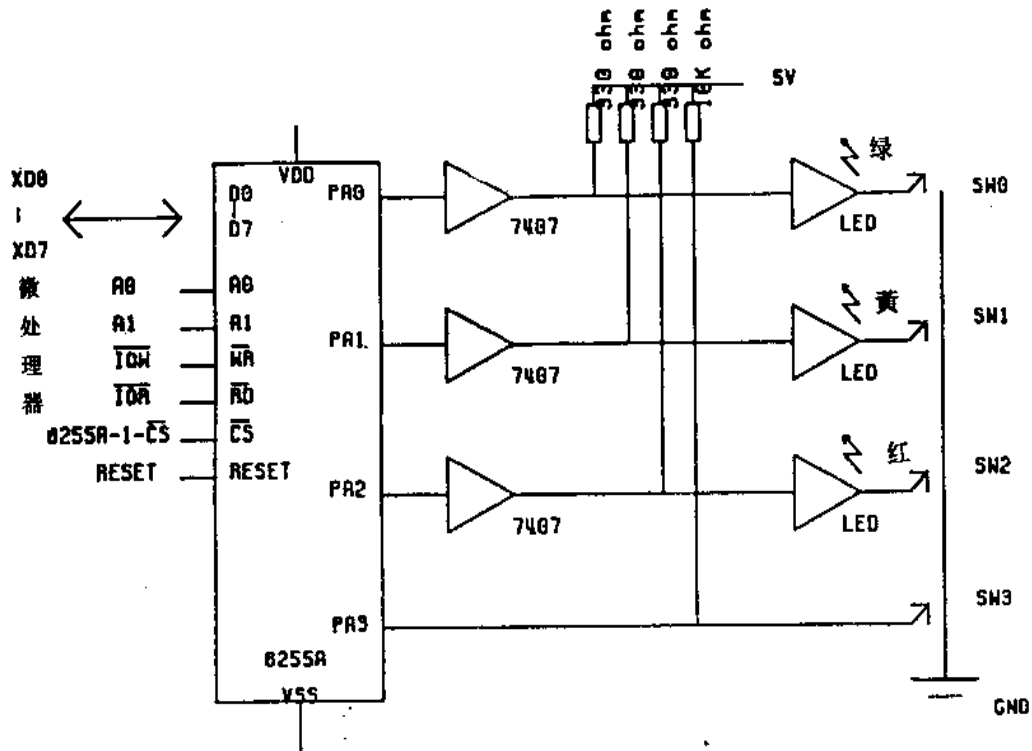 330 ohm
330 ohm
330 ohm
10K ohm
5V
VDD
XD0
XD7
微
处
理
器
A0
A1
IOW
IOR
8255A-1-CS
RESET
D0
D7
A0
A1
WR
RD
CS
RESET
PA0
PA1
PA2
PA3
8255A
VSS
7407
7407
7407
绿
LED
黄
LED
红
LED
SW0
SW1
SW2
SW3
GND